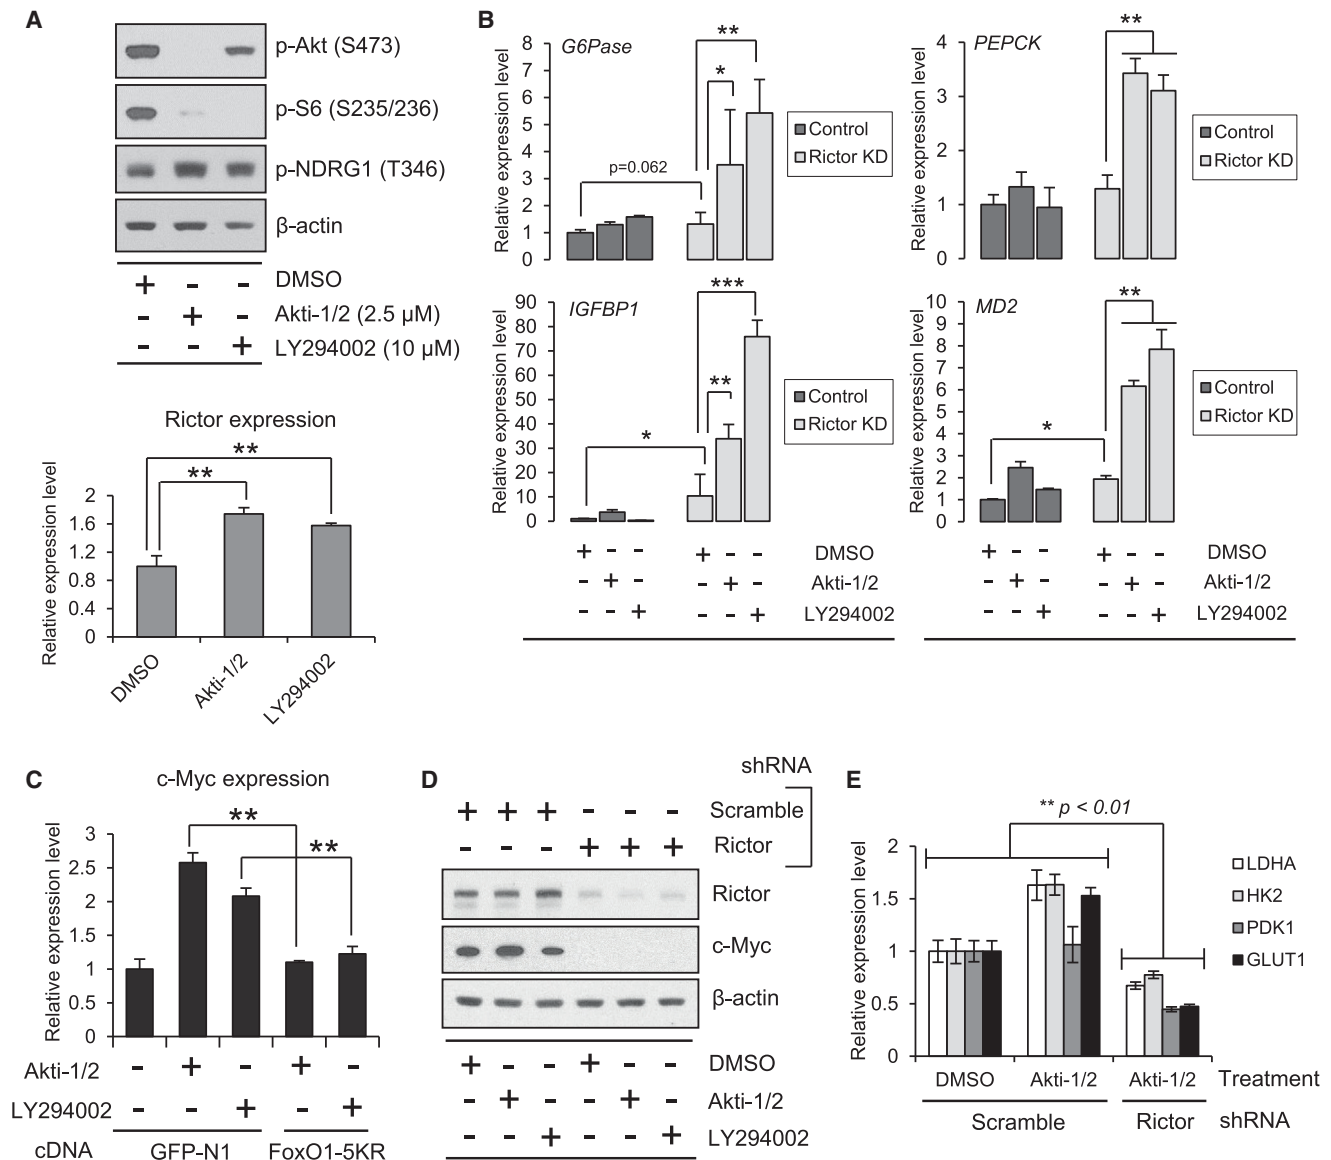 A
p-Akt (S473)
p-S6 (S235/236)
p-NDRG1 (T346)
β-actin
+ - - DMSO
- + - Akti-1/2 (2.5 µM)
- - + LY294002 (10 µM)
Rictor expression
**
**
Relative expression level
2
1.6
1.2
0.8
0.4
0
DMSO
Akti-1/2
LY294002
B
G6Pase
Relative expression level
8
7
6
5
4
3
2
1
0
p=0.062
**
*
Control
Rictor KD
PEPCK
Relative expression level
4
3
2
1
0
**
Control
Rictor KD
IGFBP1
Relative expression level
90
80
70
60
50
40
30
20
10
0
*
**
***
Control
Rictor KD
MD2
Relative expression level
10
9
8
7
6
5
4
3
2
1
0
*
**
Control
Rictor KD
+ - - + - - DMSO
- + - - + - Akti-1/2
- - + - - + LY294002
+ - - + - - DMSO
- + - - + - Akti-1/2
- - + - - + LY294002
C
c-Myc expression
Relative expression level
3
2.5
2
1.5
1
0.5
0
**
**
Akti-1/2 - + - + -
LY294002 - - + - +
cDNA GFP-N1 FoxO1-5KR
D
shRNA
+ + + - - - Scramble
- - - + + + Rictor
Rictor
c-Myc
β-actin
+ - - + - - DMSO
- + - - + - Akti-1/2
- - + - - + LY294002
E
** p < 0.01
Relative expression level
2
1.5
1
0.5
0
LDHA
HK2
PDK1
GLUT1
DMSO Akti-1/2 Akti-1/2 Treatment
Scramble Rictor shRNA